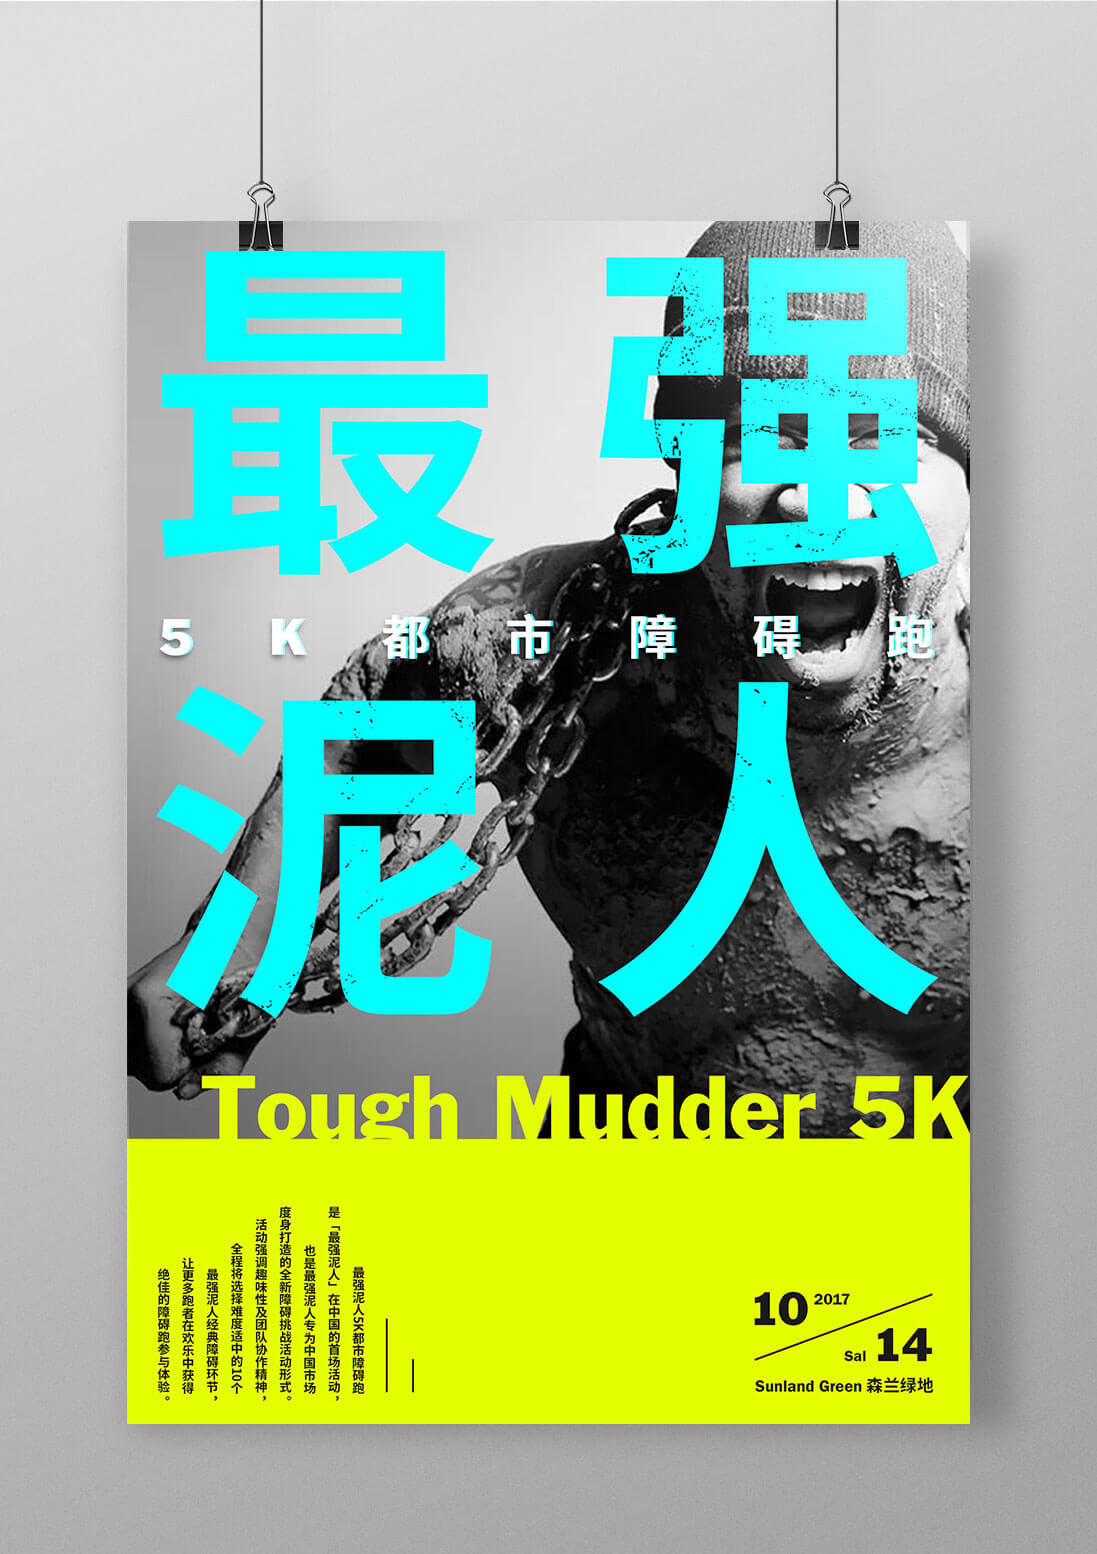 最强
5K都市障碍跑
泥人
Tough Mudder 5K
最强泥人5K都市障碍跑
是「最强泥人」在中国的首场活动，
也是最强泥人专为中国市场
度身打造的全新障碍挑战活动形式。
活动强调趣味性及团队协作精神，
全程将选择难度适中的10个
最强泥人经典障碍环节，
让更多跑者在欢乐中获得
绝佳的障碍跑参与体验。
10 2017
Sal 14
Sunland Green 森兰绿地